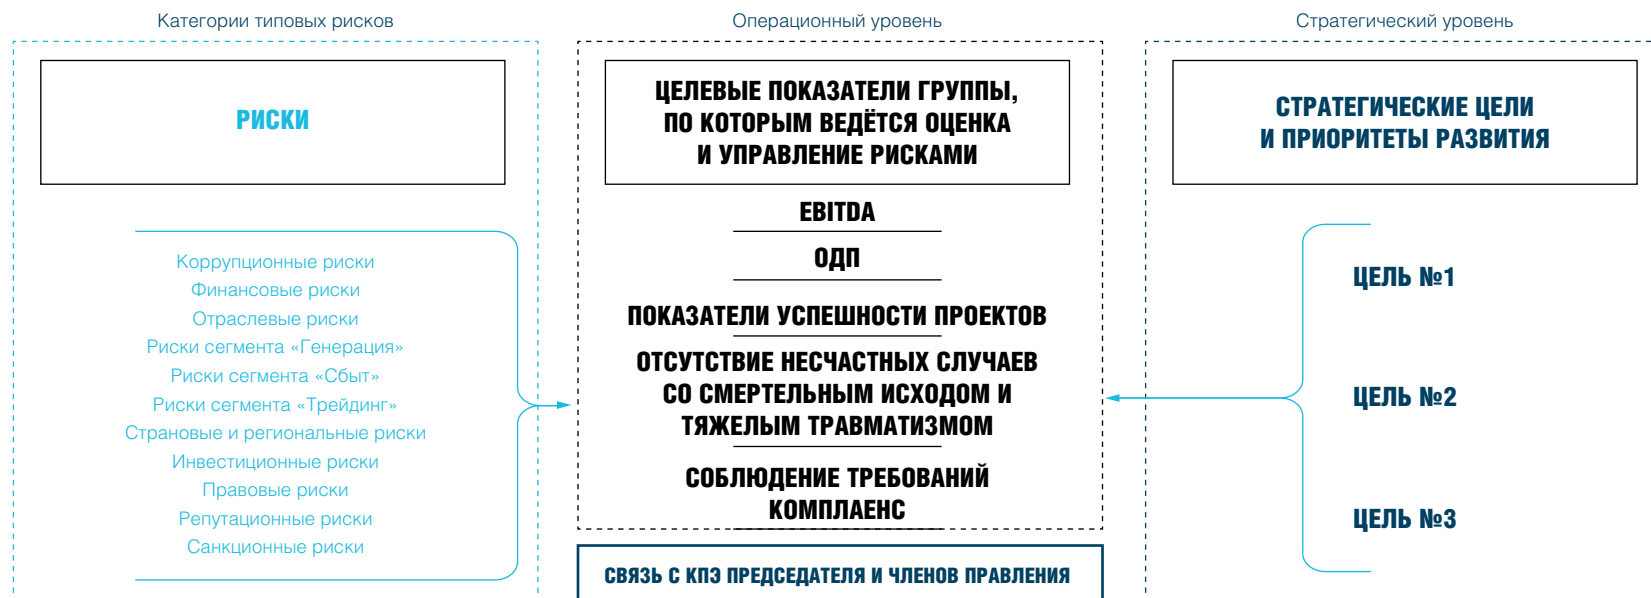 Категории типовых рисков
РИСКИ
Коррупционные риски
Финансовые риски
Отраслевые риски
Риски сегмента «Генерация»
Риски сегмента «Сбыт»
Риски сегмента «Трейдинг»
Страновые и региональные риски
Инвестиционные риски
Правовые риски
Репутационные риски
Санкционные риски
Операционный уровень
ЦЕЛЕВЫЕ ПОКАЗАТЕЛИ ГРУППЫ,
ПО КОТОРЫМ ВЕДЁТСЯ ОЦЕНКА
И УПРАВЛЕНИЕ РИСКАМИ
EBITDA
ОДП
ПОКАЗАТЕЛИ УСПЕШНОСТИ ПРОЕКТОВ
ОТСУТСТВИЕ НЕСЧАСТНЫХ СЛУЧАЕВ
СО СМЕРТЕЛЬНЫМ ИСХОДОМ И
ТЯЖЕЛЫМ ТРАВМАТИЗМОМ
СОБЛЮДЕНИЕ ТРЕБОВАНИЙ
КОМПЛАЕНС
СВЯЗЬ С КПЭ ПРЕДСЕДАТЕЛЯ И ЧЛЕНОВ ПРАВЛЕНИЯ
Стратегический уровень
СТРАТЕГИЧЕСКИЕ ЦЕЛИ
И ПРИОРИТЕТЫ РАЗВИТИЯ
ЦЕЛЬ №1
ЦЕЛЬ №2
ЦЕЛЬ №3